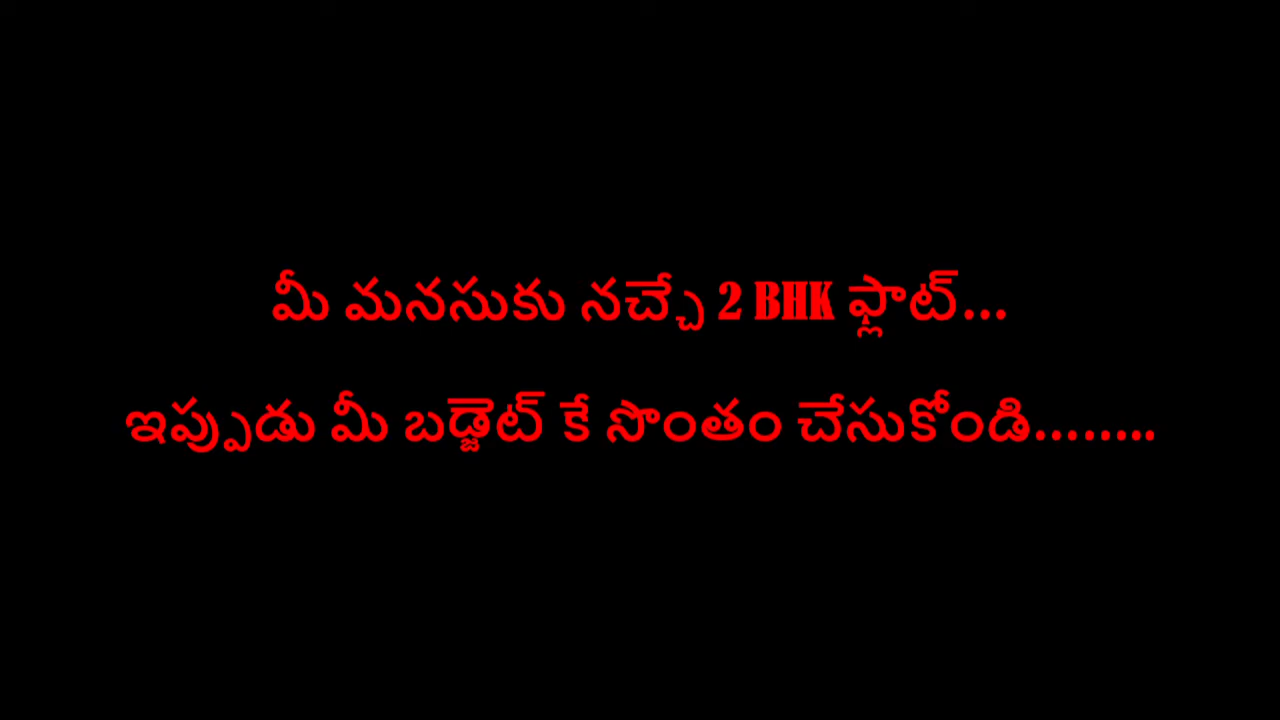 మీ మనసుకు నచ్చే 2 BHK ఫ్లాట్...
ఇప్పుడు మీ బడ్జెట్ కే సొంతం చేసుకోండి........